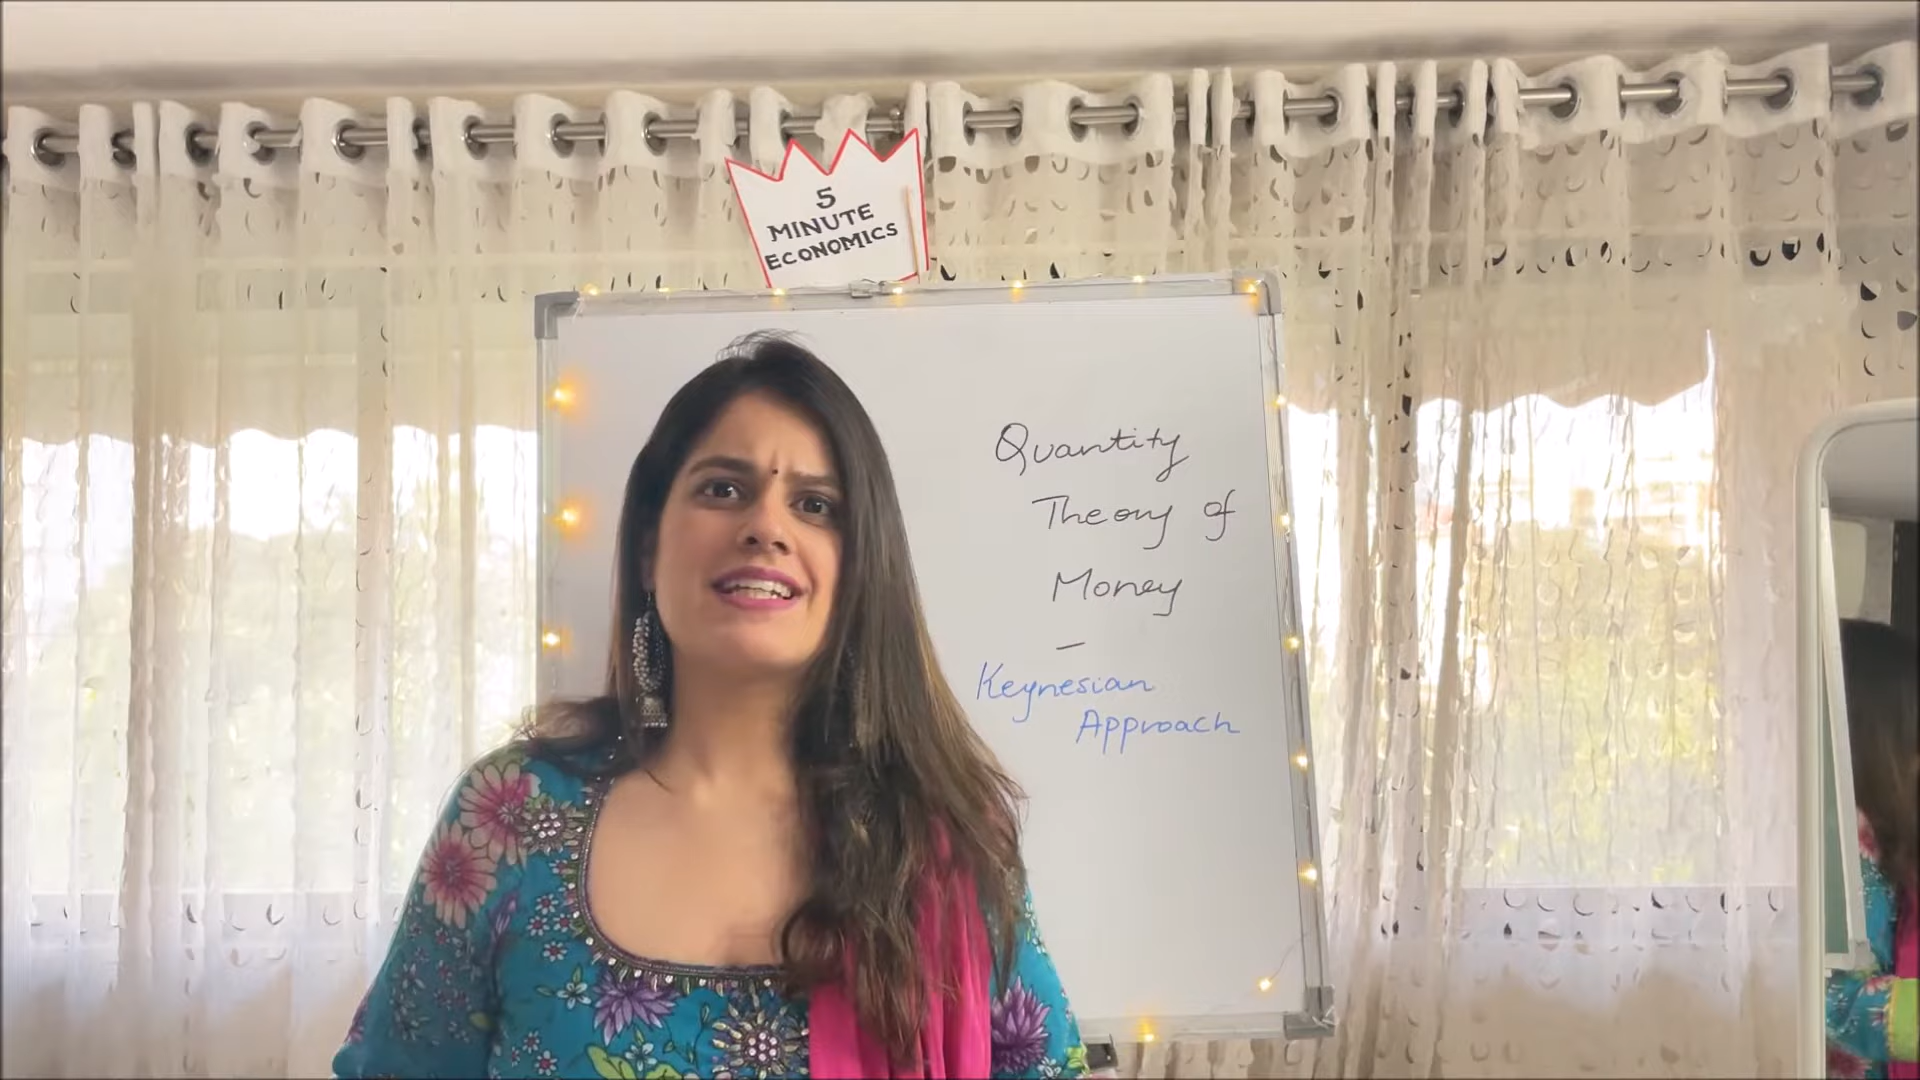 5
MINUTE
ECONOMICS
Quantity
Theory of
Money
–
Keynesian
Approach